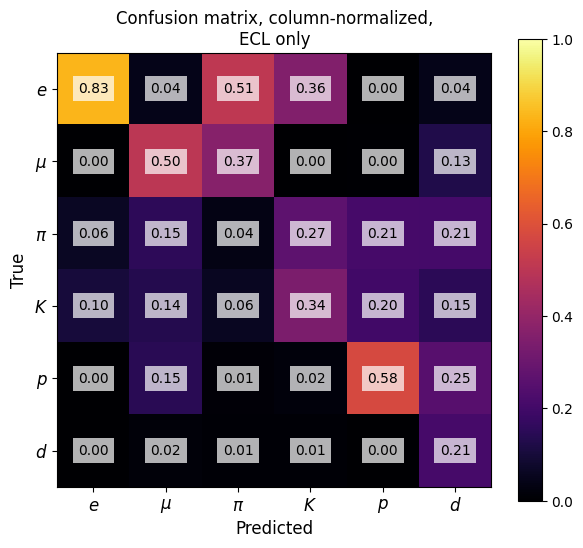 Confusion matrix, column-normalized,
ECL only
e 0.83 0.04 0.51 0.36 0.00 0.04
μ 0.00 0.50 0.37 0.00 0.00 0.13
π 0.06 0.15 0.04 0.27 0.21 0.21
K 0.10 0.14 0.06 0.34 0.20 0.15
p 0.00 0.15 0.01 0.02 0.58 0.25
d 0.00 0.02 0.01 0.01 0.00 0.21
e μ π K p d
Predicted
True
1.0
0.8
0.6
0.4
0.2
0.0